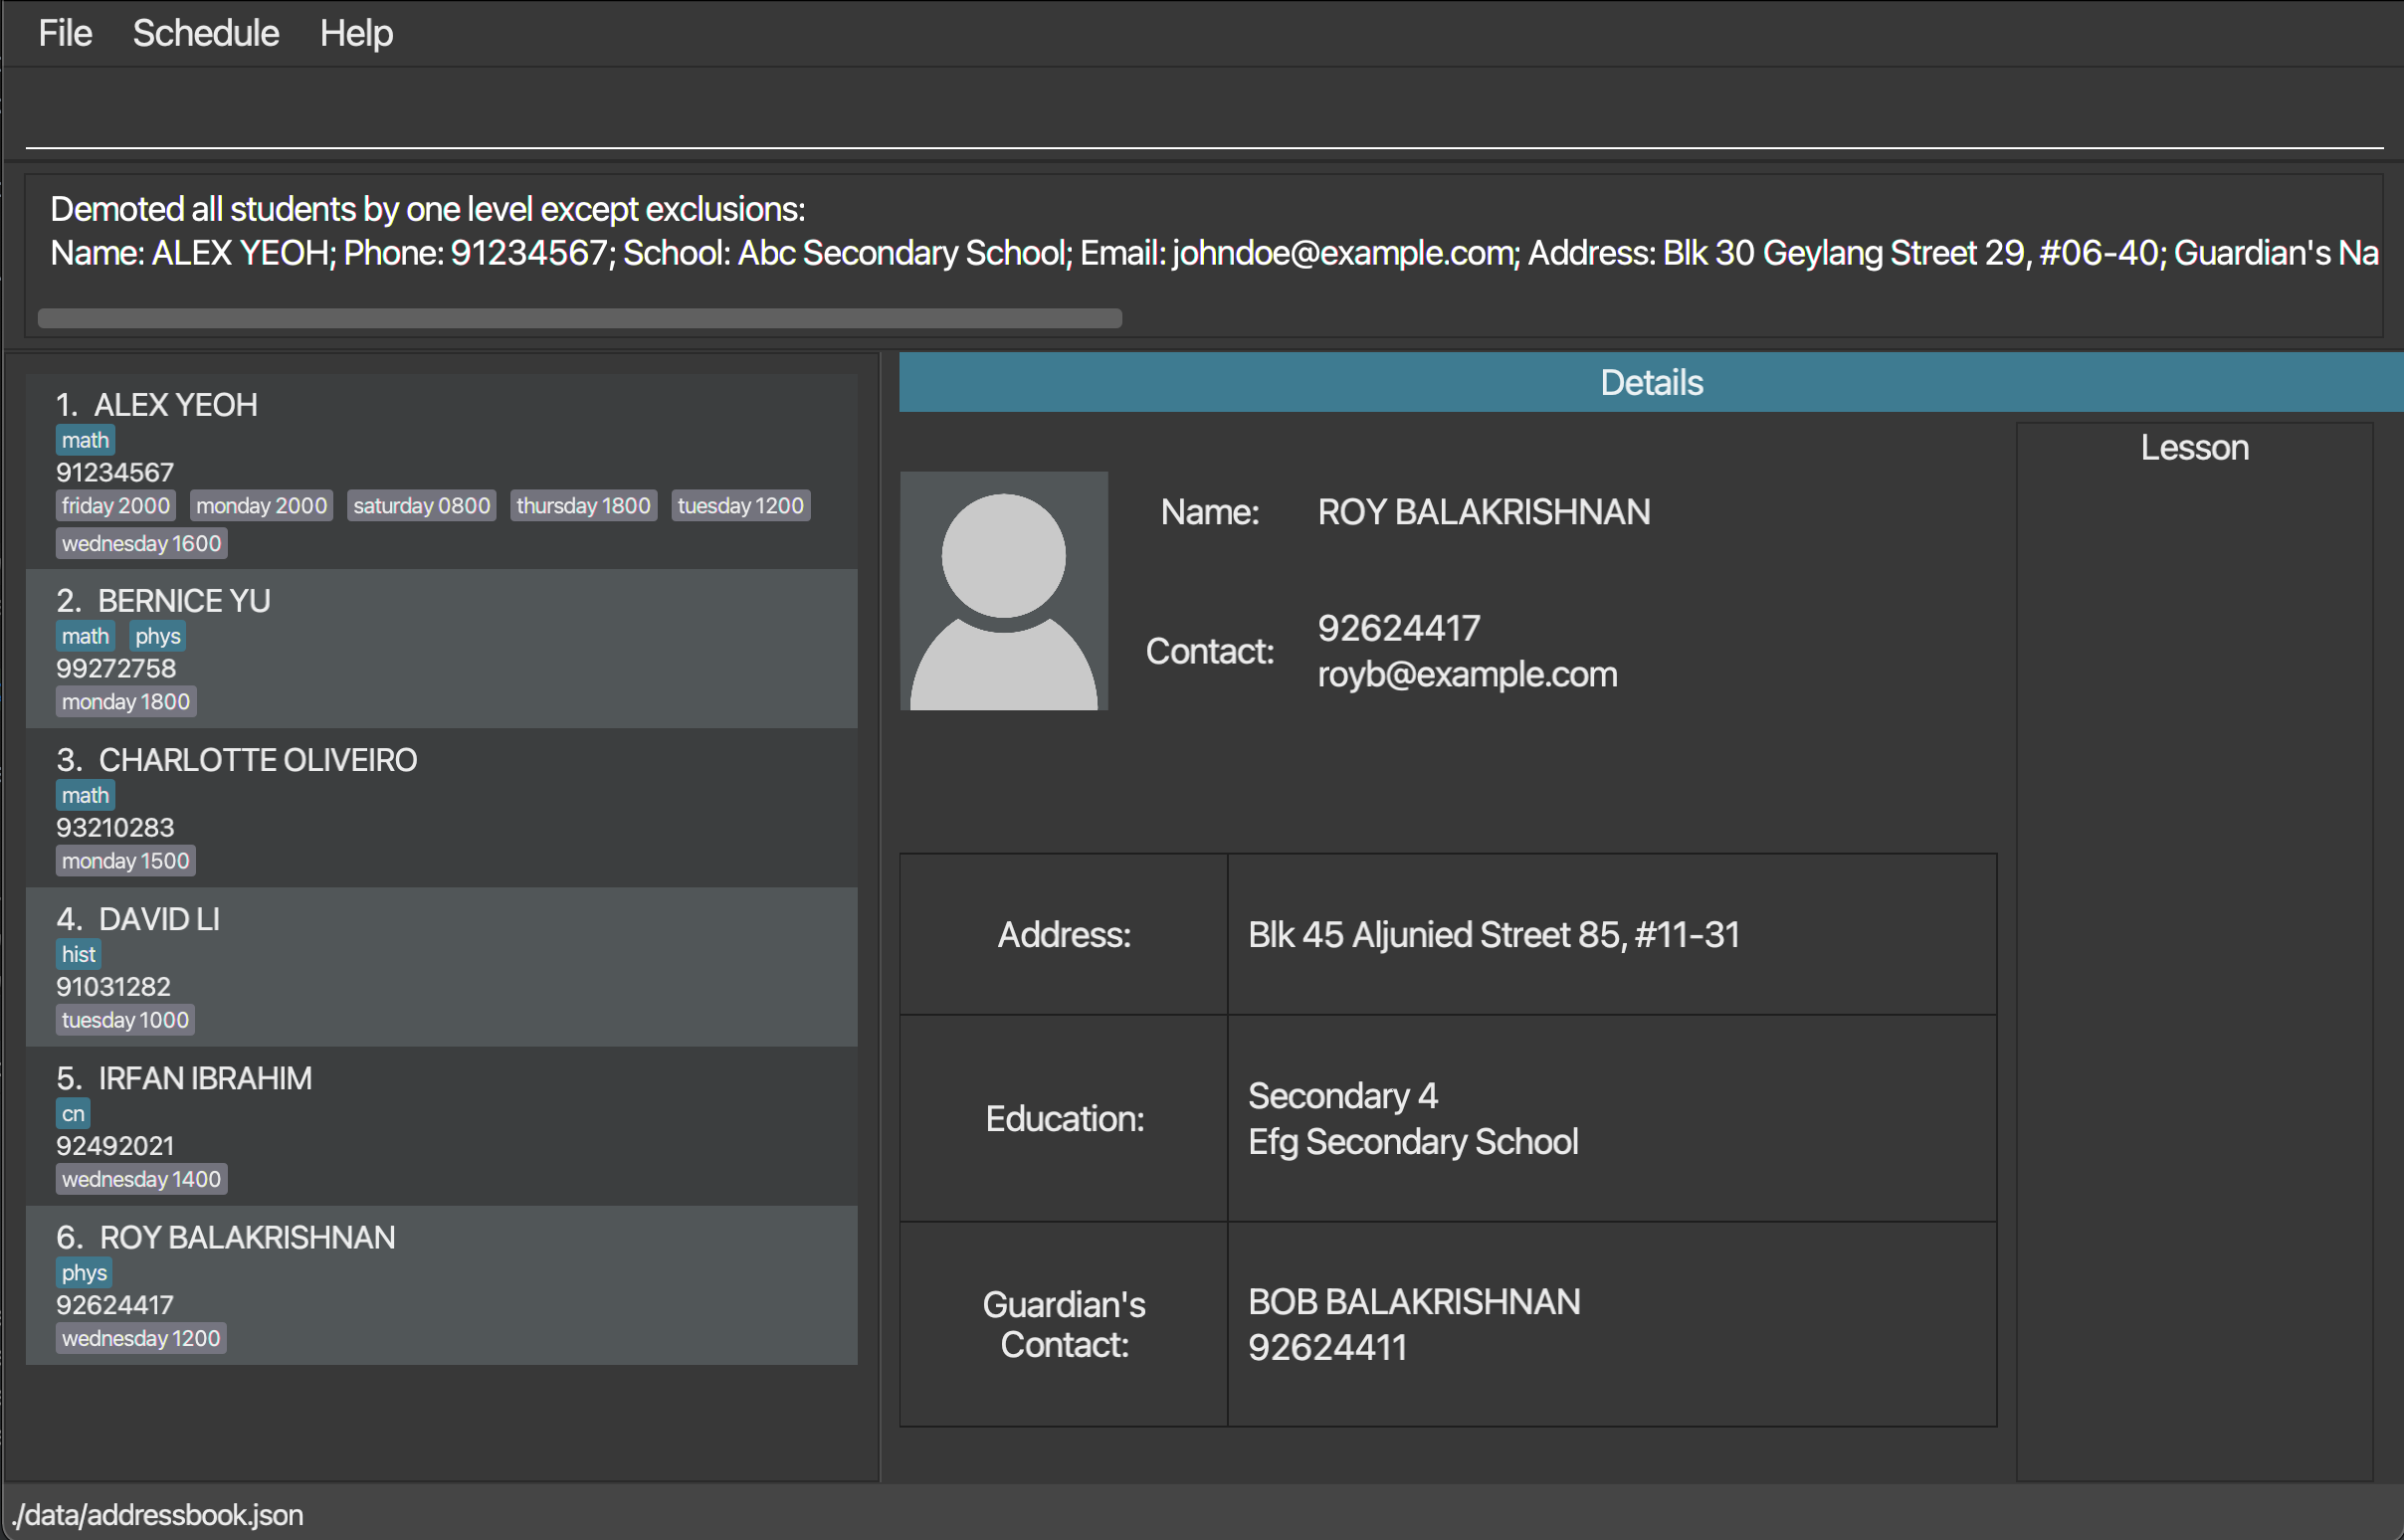 File Schedule Help
Demoted all students by one level except exclusions:
Name: ALEX YEOH; Phone: 91234567; School: Abc Secondary School; Email: johndoe@example.com; Address: Blk 30 Geylang Street 29, #06-40; Guardian's Na
1. ALEX YEOH
math
91234567
friday 2000 monday 2000 saturday 0800 thursday 1800 tuesday 1200
wednesday 1600
2. BERNICE YU
math phys
99272758
monday 1800
3. CHARLOTTE OLIVEIRO
math
93210283
monday 1500
4. DAVID LI
hist
91031282
tuesday 1000
5. IRFAN IBRAHIM
cn
92492021
wednesday 1400
6. ROY BALAKRISHNAN
phys
92624417
wednesday 1200
Details
Name: ROY BALAKRISHNAN
Contact: 92624417
royb@example.com
Address: Blk 45 Aljunied Street 85, #11-31
Education: Secondary 4
Efg Secondary School
Guardian's
Contact:
BOB BALAKRISHNAN
92624411
Lesson
./data/addressbook.json